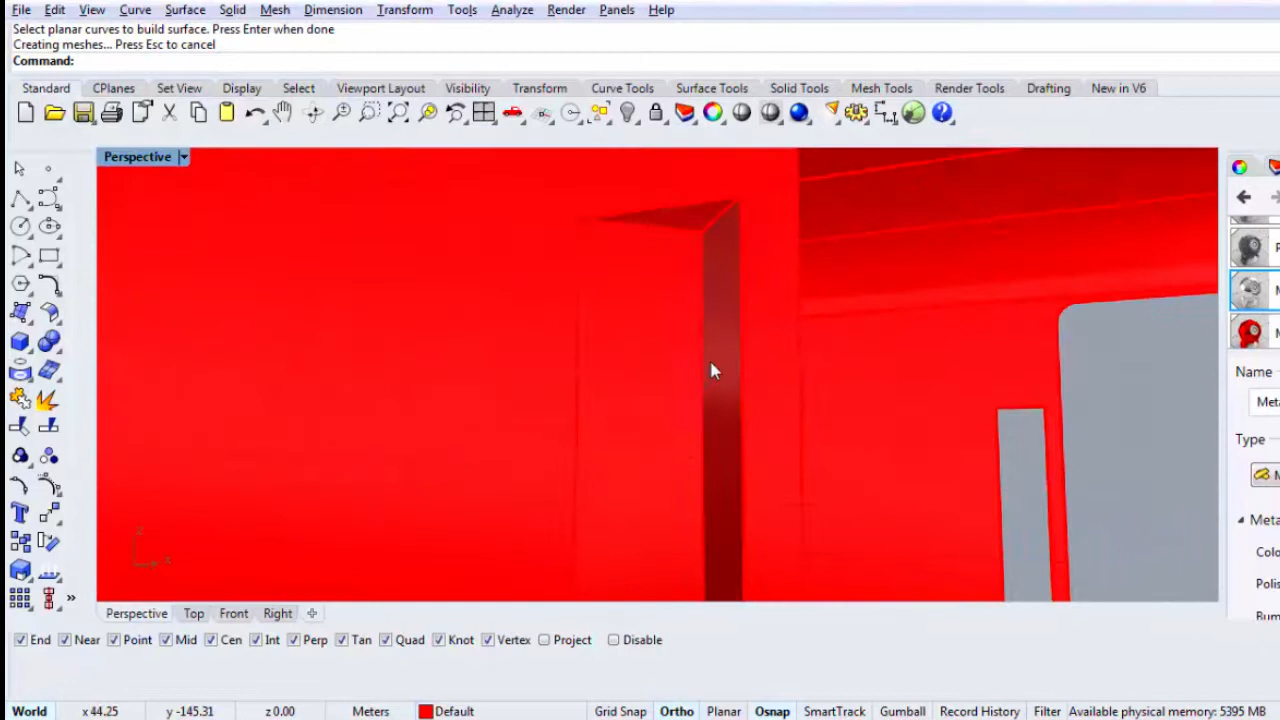 File Edit View Curve Surface Solid Mesh Dimension Transform Tools Analyze Render Panels Help
Select planar curves to build surface. Press Enter when done
Creating meshes... Press Esc to cancel
Command:
Standard CPlanes Set View Display Select Viewport Layout Visibility Transform Curve Tools Surface Tools Solid Tools Mesh Tools Render Tools Drafting New in V6
Perspective
P
M
M
Name
Meta
Type
M
Meta
Colo
Polis
Bum
z
x
Perspective Top Front Right
End Near Point Mid Cen Int Perp Tan Quad Knot Vertex Project Disable
World x 44.25 y -145.31 z 0.00 Meters Default Grid Snap Ortho Planar Osnap SmartTrack Gumball Record History Filter Available physical memory: 5395 MB